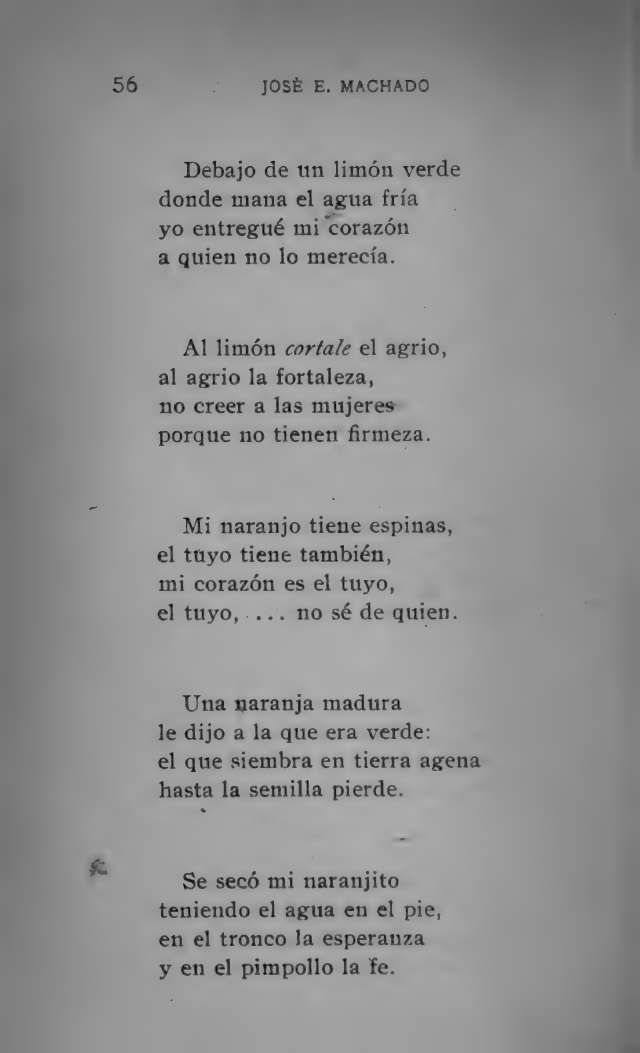 56 JOSÈ E. MACHADO
Debajo de un limón verde
donde mana el agua fría
yo entregué mi corazón
a quien no lo merecía.
Al limón cortale el agrio,
al agrio la fortaleza,
no creer a las mujeres
porque no tienen firmeza.
Mi naranjo tiene espinas,
el tuyo tiene también,
mi corazón es el tuyo,
el tuyo, .... no sé de quien.
Una naranja madura
le dijo a la que era verde:
el que siembra en tierra agena
hasta la semilla pierde.
Se secó mi naranjito
teniendo el agua en el pie,
en el tronco la esperanza
y en el pimpollo la fe.